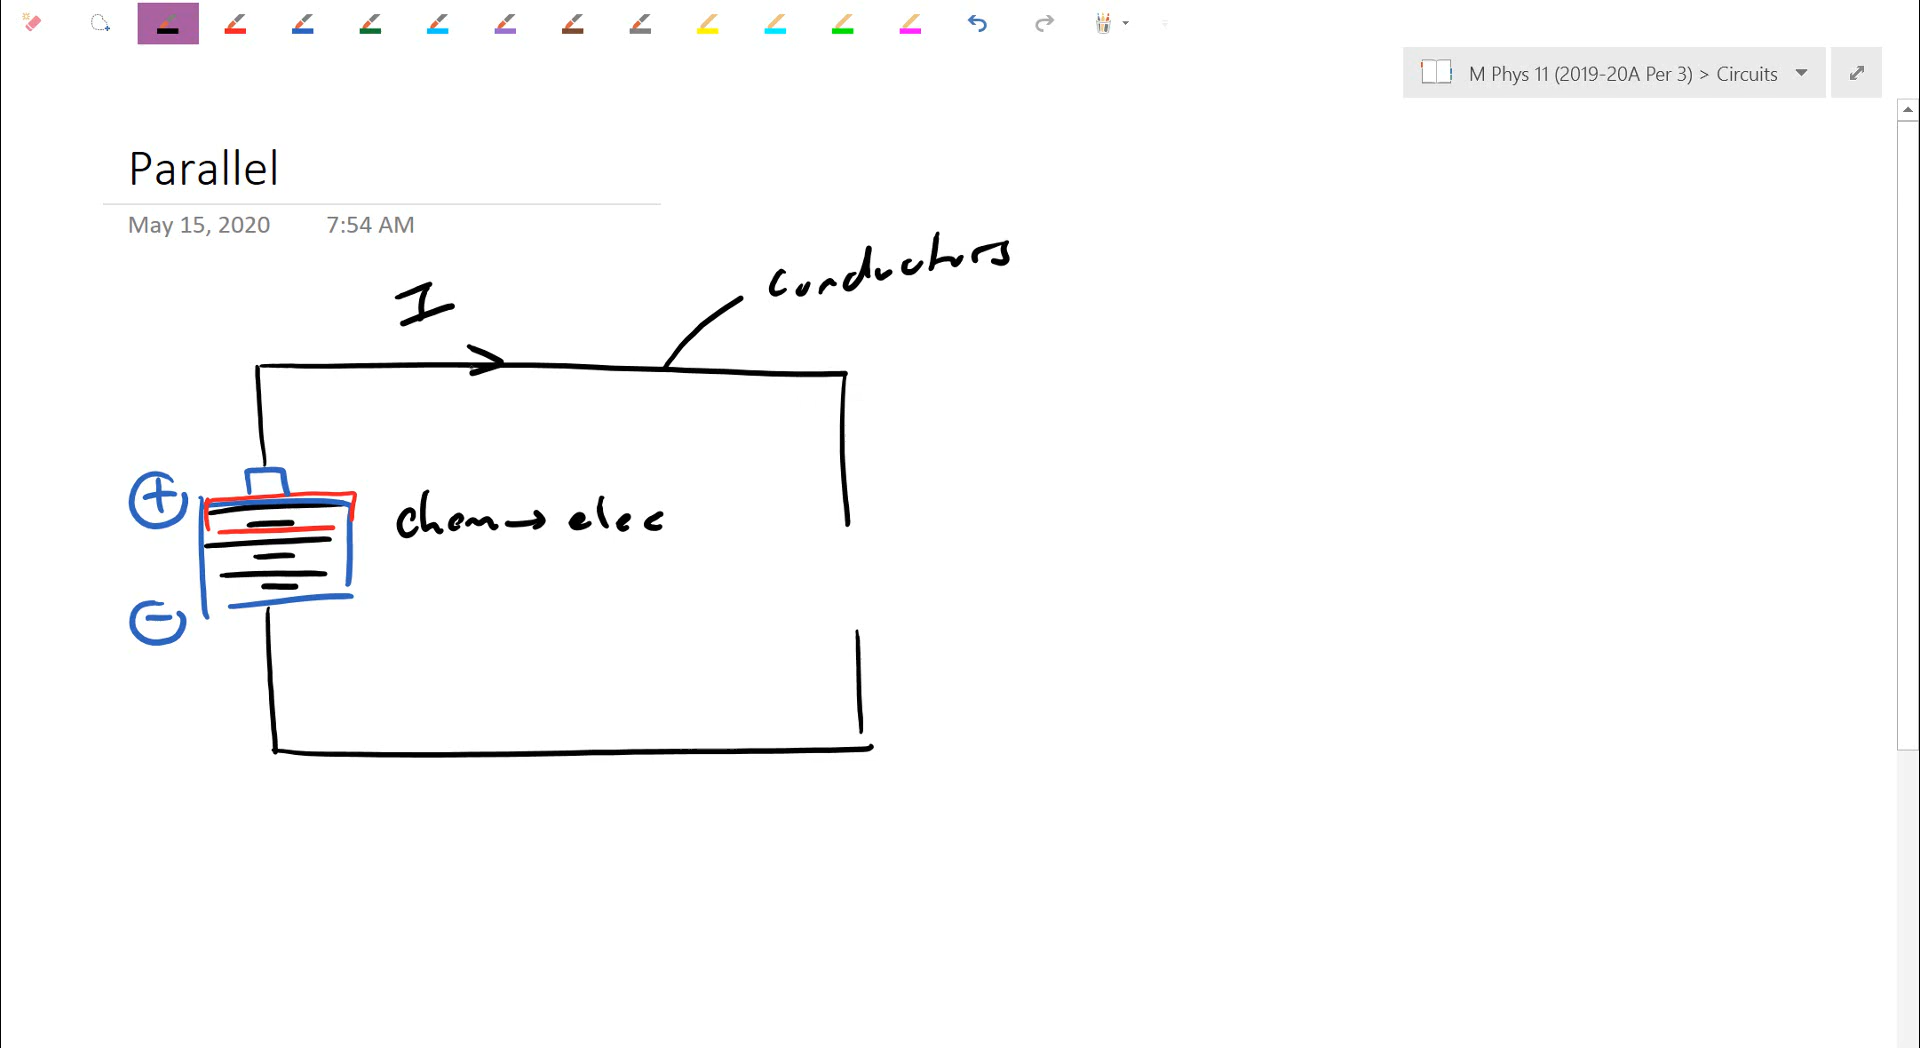 M Phys 11 (2019-20A Per 3) > Circuits
Parallel
May 15, 2020 7:54 AM
conductors
I
+
chem → elec
−